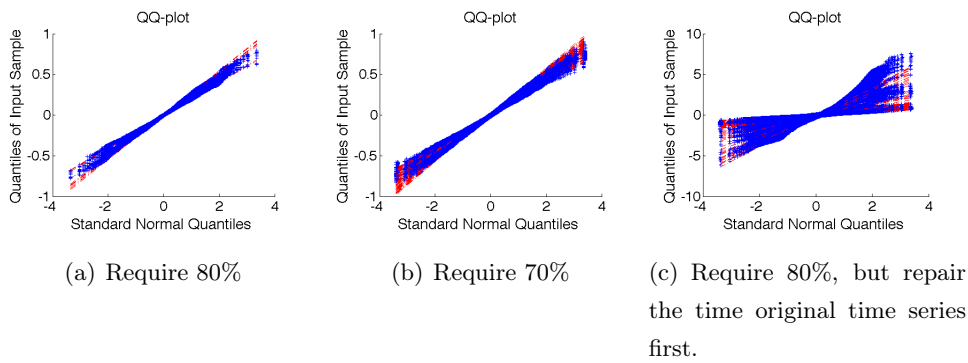 QQ-plot
Quantiles of Input Sample
1
0.5
0
-0.5
-1
-4
-2
0
2
4
Standard Normal Quantiles
(a) Require 80%
QQ-plot
Quantiles of Input Sample
1
0.5
0
-0.5
-1
-4
-2
0
2
4
Standard Normal Quantiles
(b) Require 70%
QQ-plot
Quantiles of Input Sample
10
5
0
-5
-10
-4
-2
0
2
4
Standard Normal Quantiles
(c) Require 80%, but repair
the time original time series
first.